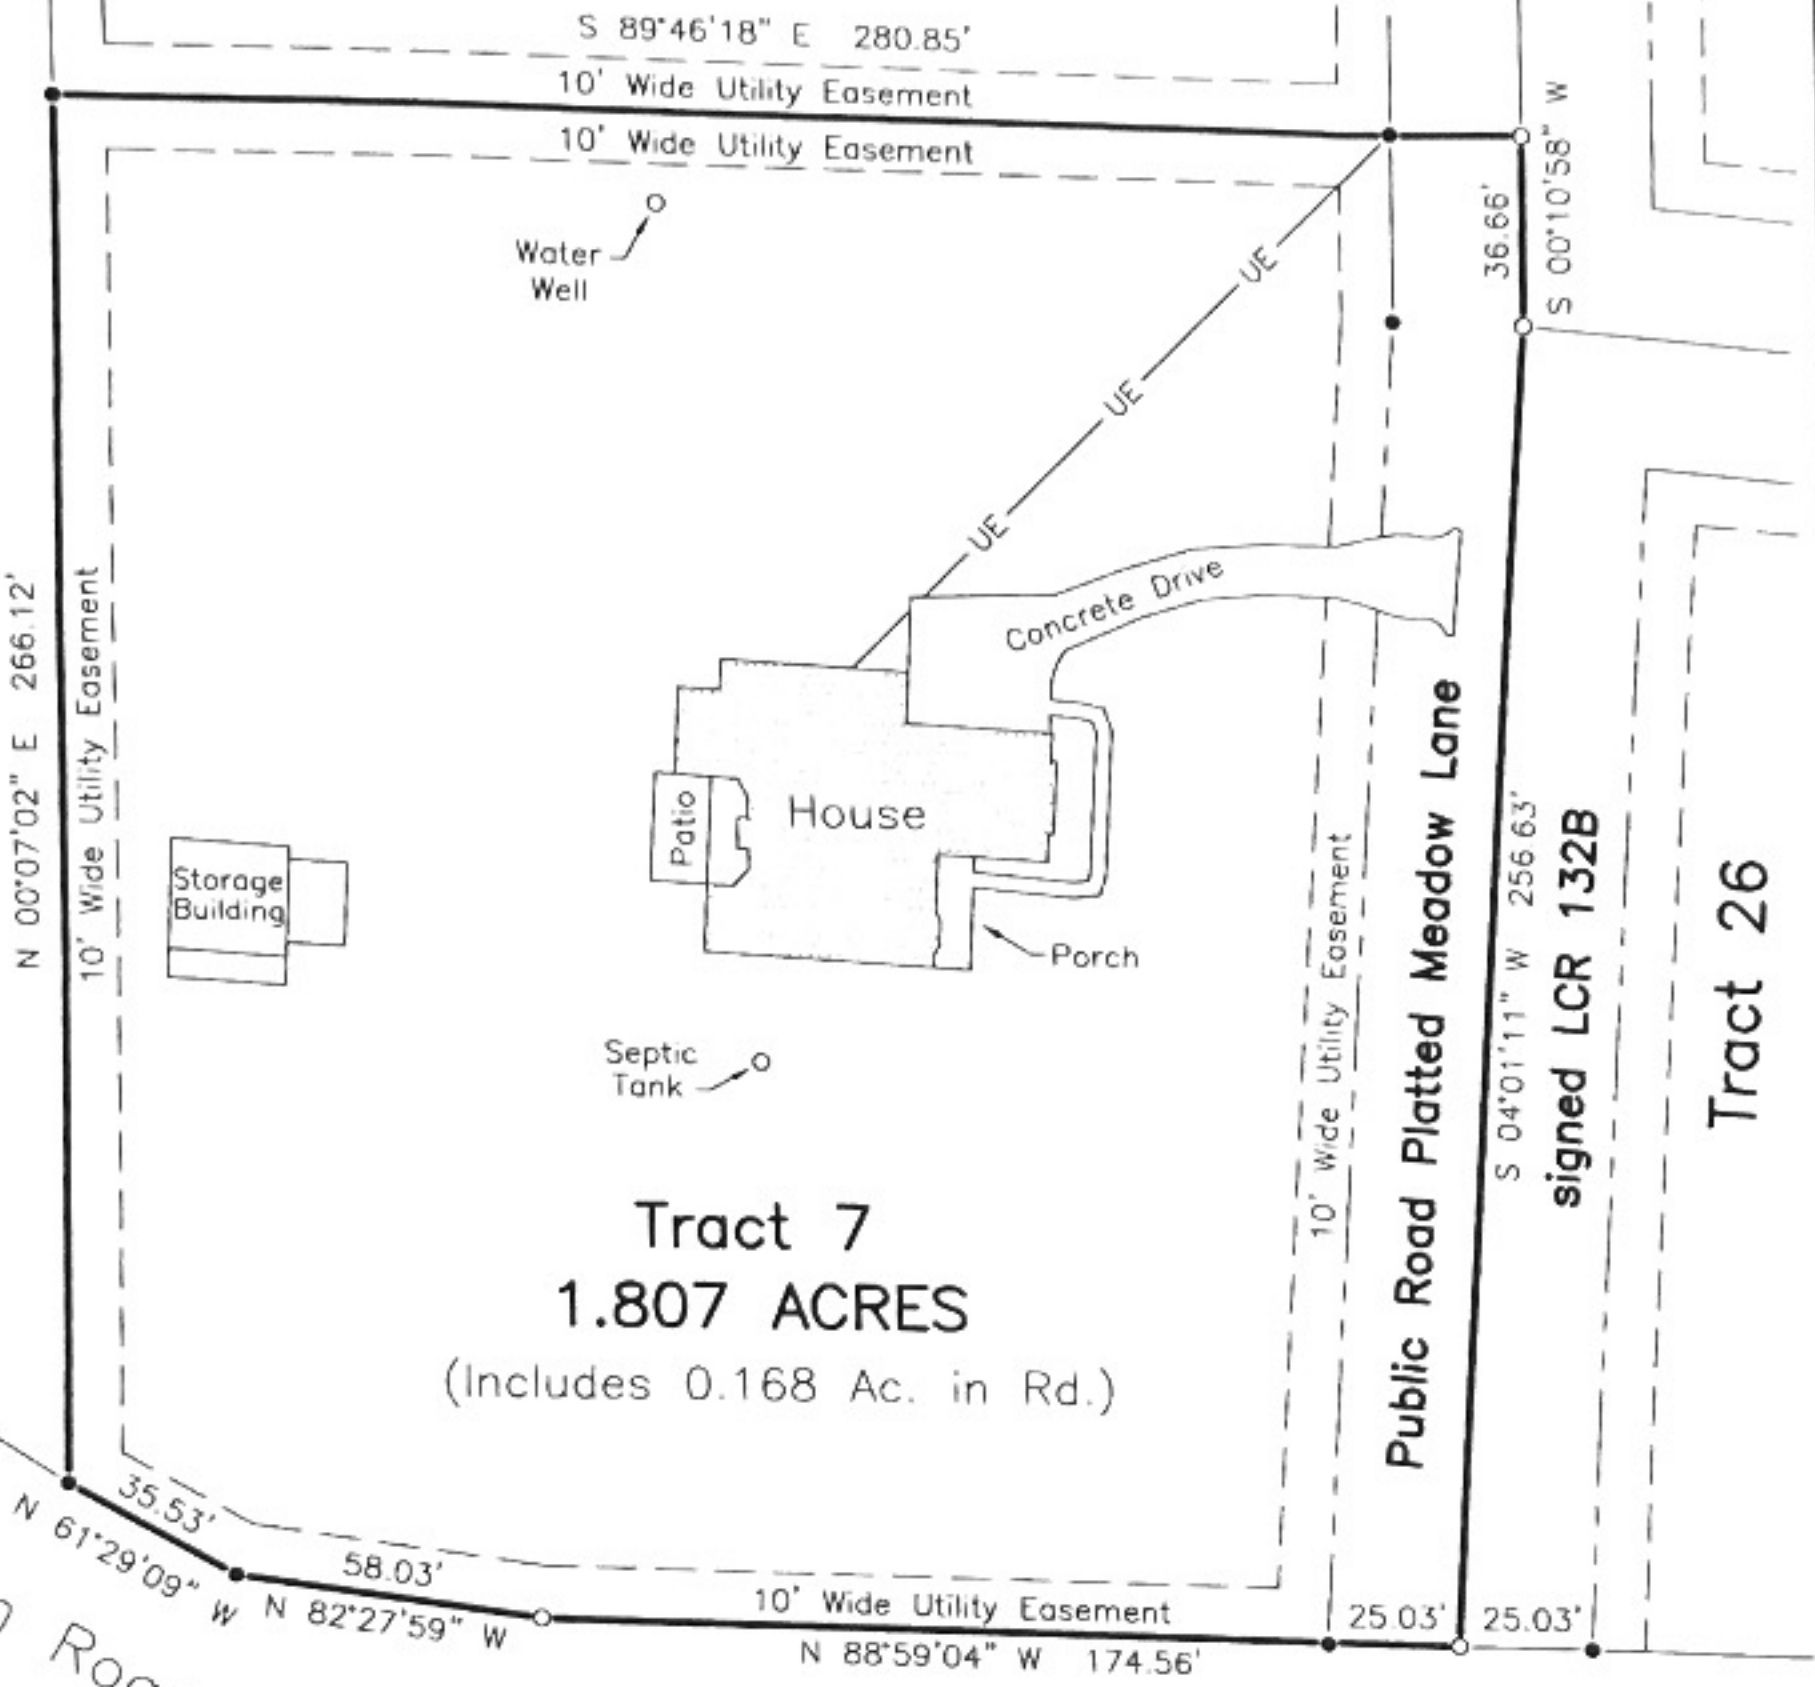 S 89°46'18" E 280.85'
10' Wide Utility Easement
10' Wide Utility Easement
Water
Well
UE
UE
UE
36.66'
S 00°10'58" W
Concrete Drive
N 00°07'02" E 266.12'
10' Wide Utility Easement
Storage
Building
Patio
House
Porch
Septic
Tank
10' Wide Utility Easement
Public Road Platted Meadow Lane
S 04°01'11" W 256.63'
signed LCR 132B
Tract 26
Tract 7
1.807 ACRES
(Includes 0.168 Ac. in Rd.)
35.53'
N 61°29'09" W
58.03'
N 82°27'59" W
10' Wide Utility Easement
N 88°59'04" W 174.56'
25.03'
25.03'